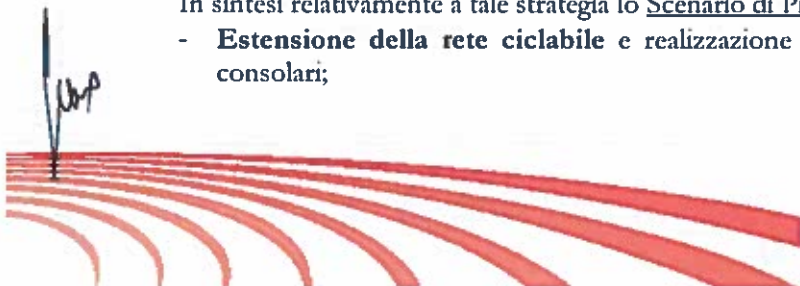 In sintesi relativamente a tale strategia lo Scenario di
- Estensione della rete ciclabile e realizzazione
consolari;